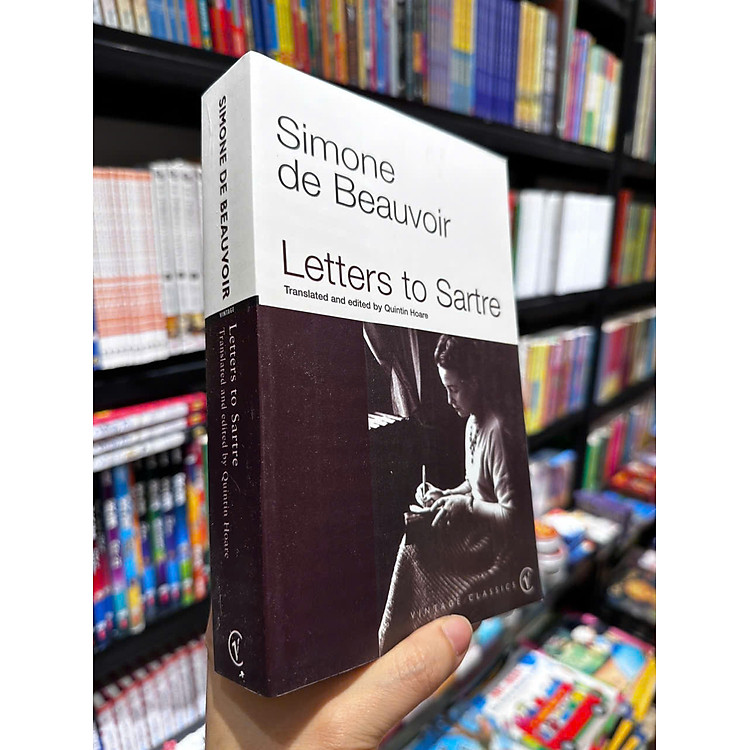 Simone
de Beauvoir
Letters to Sartre
Translated and edited by Quintin Hoare
VINTAGE CLASSICS
SIMONE DE BEAUVOIR
VINTAGE
Letters to Sartre
Translated and edited by Quintin Hoare